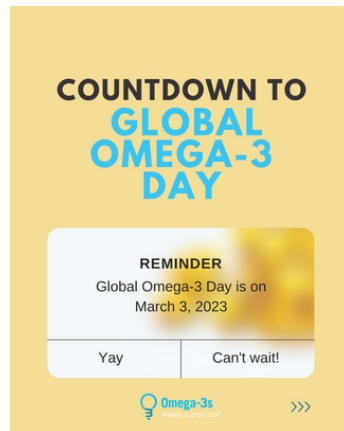 COUNTDOWN TO
GLOBAL
OMEGA-3
DAY
REMINDER
Global Omega-3 Day is on
March 3, 2023
Yay
Can't wait!
Omega-3s
Always a good idea!
>>>